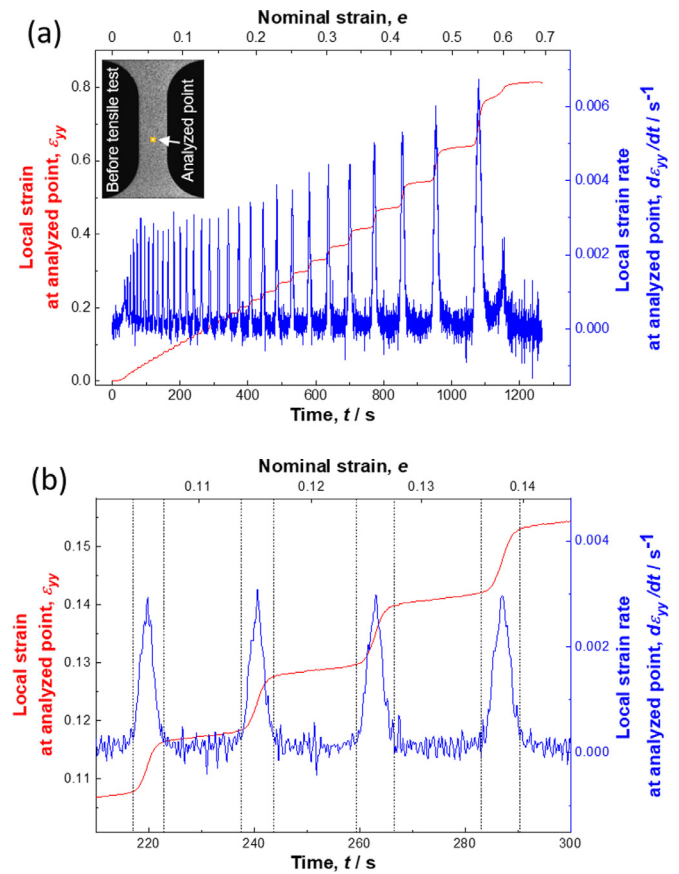 (a)
Nominal strain, e
0 0.1 0.2 0.3 0.4 0.5 0.6 0.7
Before tensile test
Analyzed point
Local strain
at analyzed point, εyy
0.8
0.6
0.4
0.2
0.0
0.006
0.004
0.002
0.000
Local strain rate
at analyzed point, dεyy/dt / s-1
0 200 400 600 800 1000 1200
Time, t / s
(b)
Nominal strain, e
0.11 0.12 0.13 0.14
Local strain
at analyzed point, εyy
0.15
0.14
0.13
0.12
0.11
0.004
0.002
0.000
Local strain rate
at analyzed point, dεyy/dt / s-1
220 240 260 280 300
Time, t / s